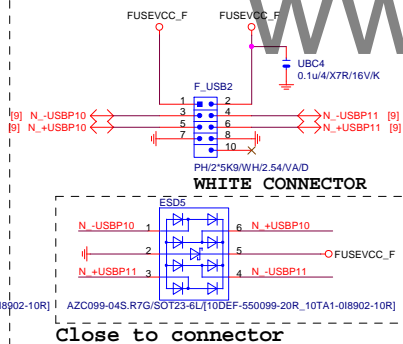 FUSEVCC_F FUSEVCC_F
UBC4
0.1u/4/X7R/16V/K
F_USB2
1 2
[9] N_-USBP10 3 4 N_-USBP11 [9]
[9] N_+USBP10 5 6 N_+USBP11 [9]
7 8
10
PH/2*5K9/WH/2.54/VA/D
WHITE CONNECTOR
ESD5
N_-USBP10 1 6 N_+USBP10
2 5 FUSEVCC_F
N_+USBP11 3 4 N_-USBP11
8902-10R] AZC099-04S.R7G/SOT23-6L/[10DEF-550099-20R_10TA1-0I8902-10R]
Close to connector